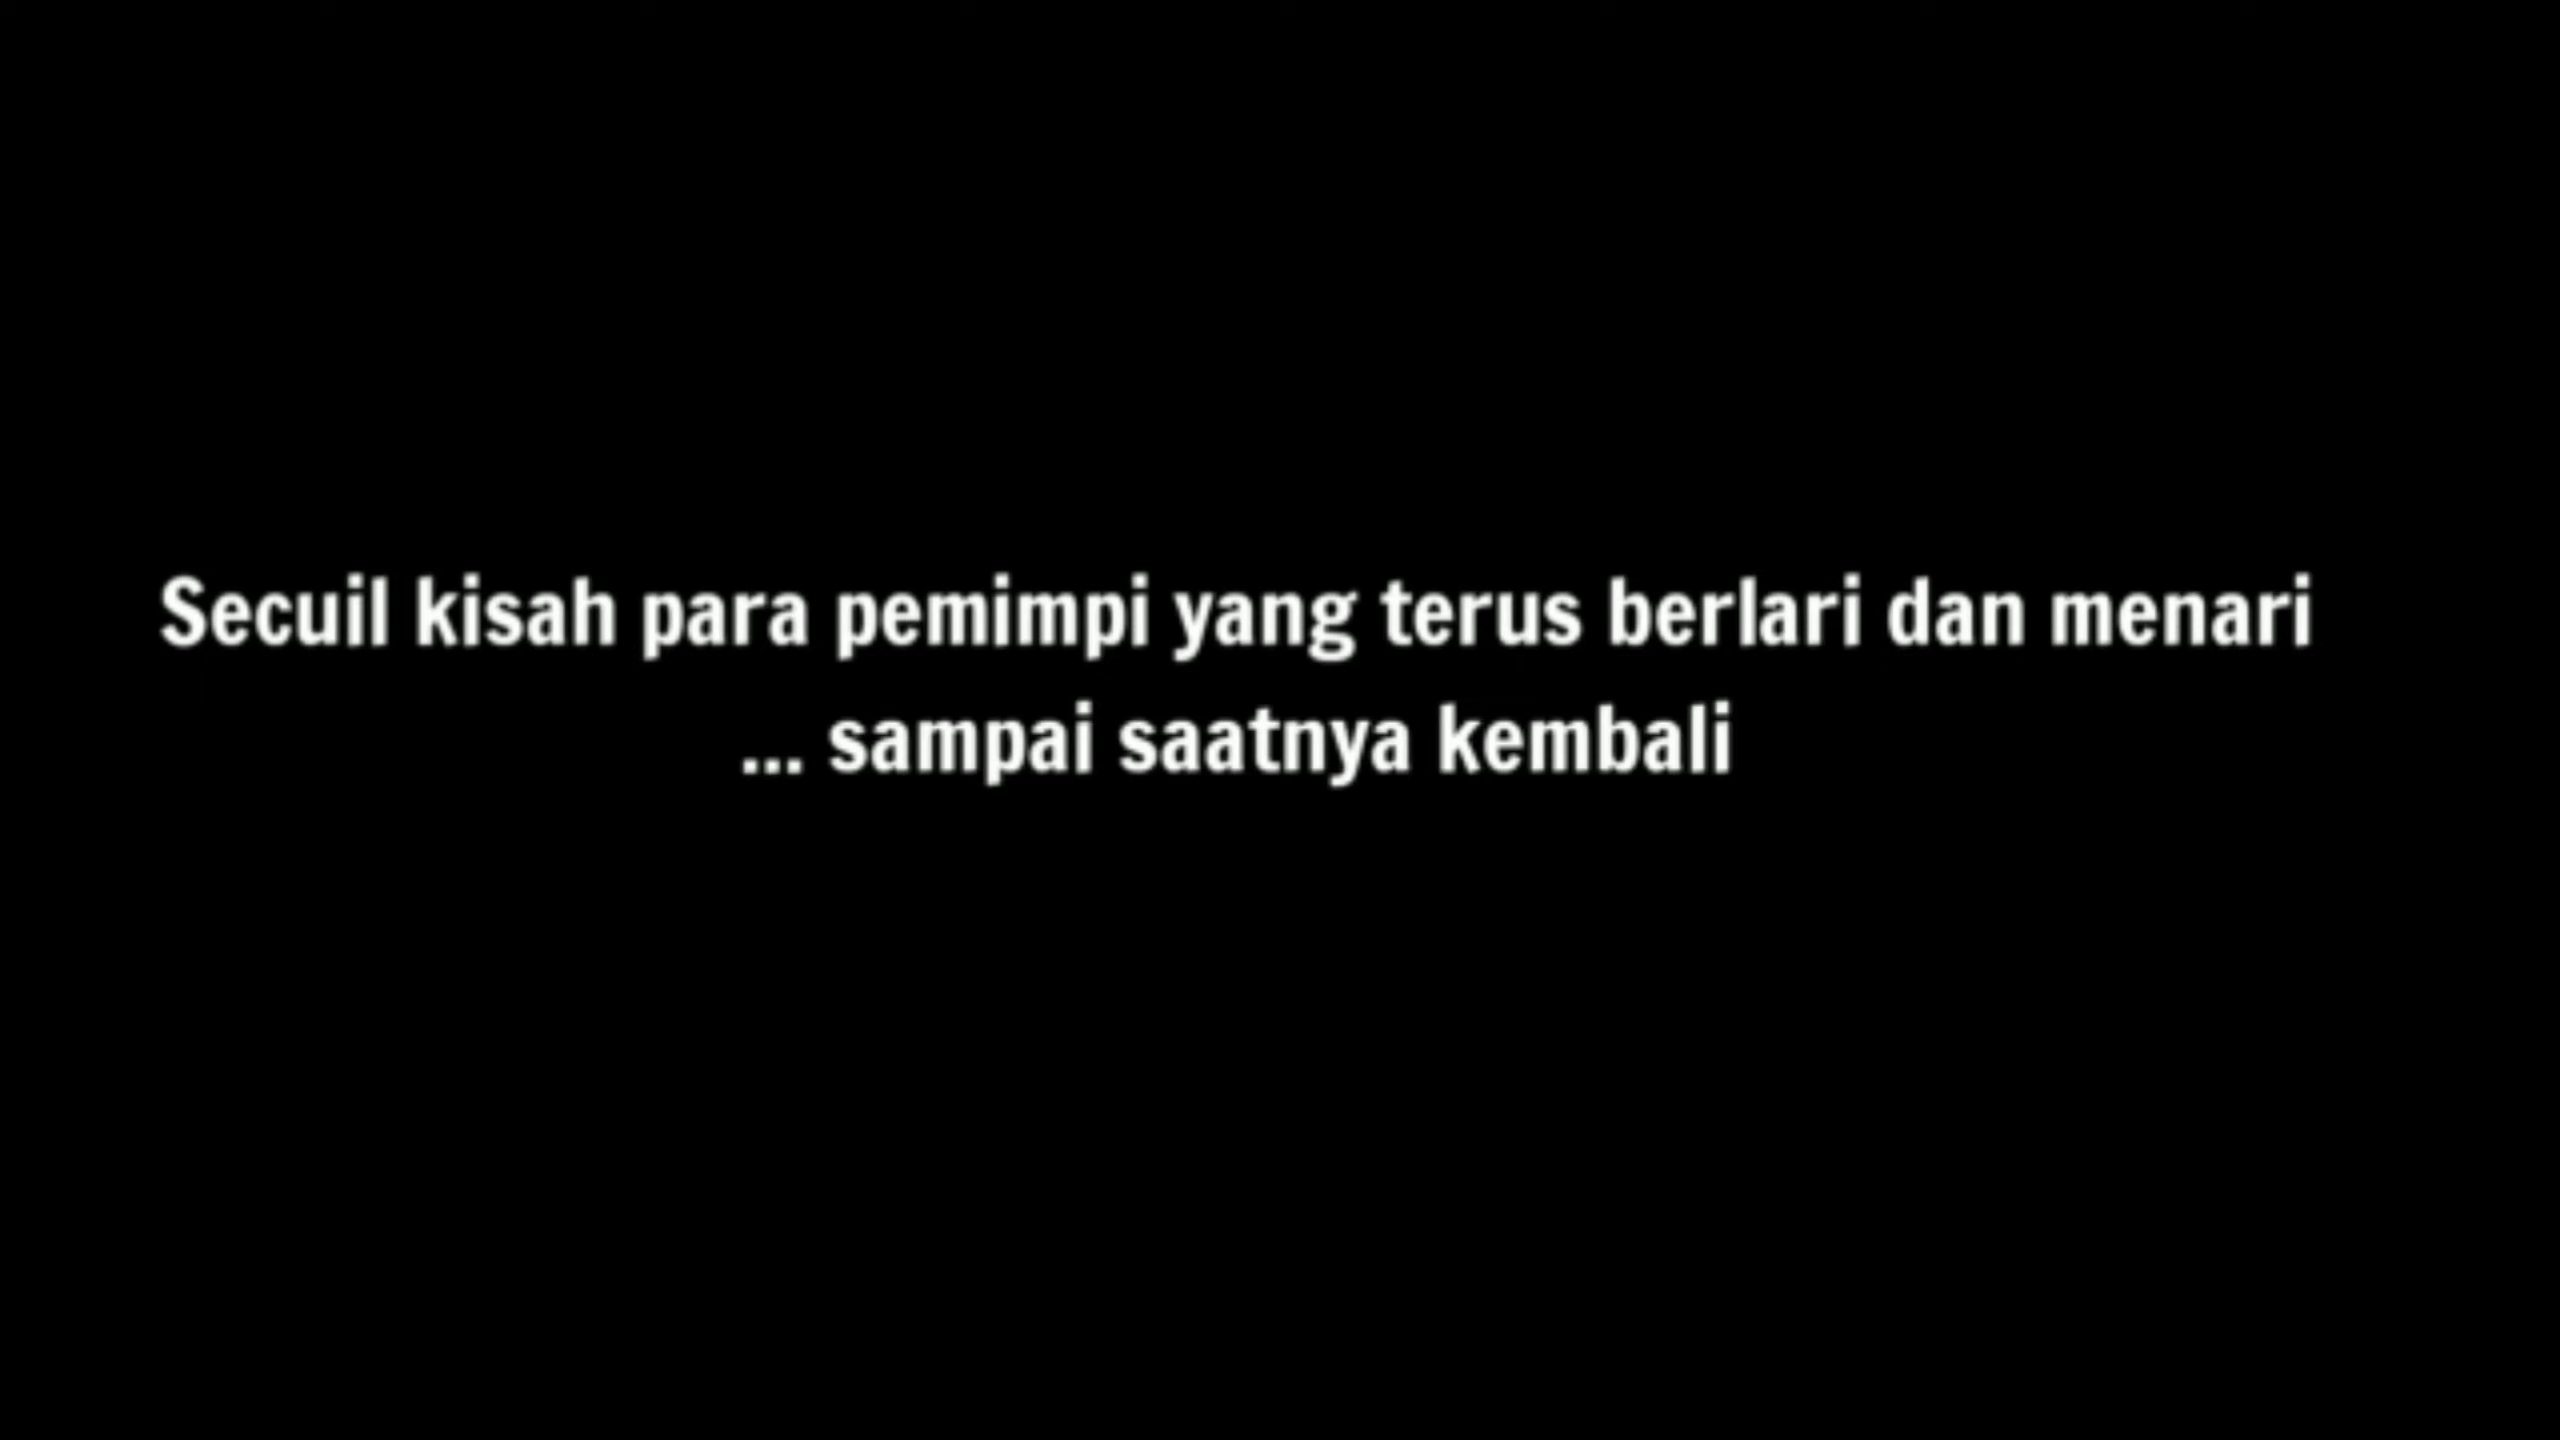 Secuil kisah para pemimpi yang terus berlari dan menari
... sampai saatnya kembali